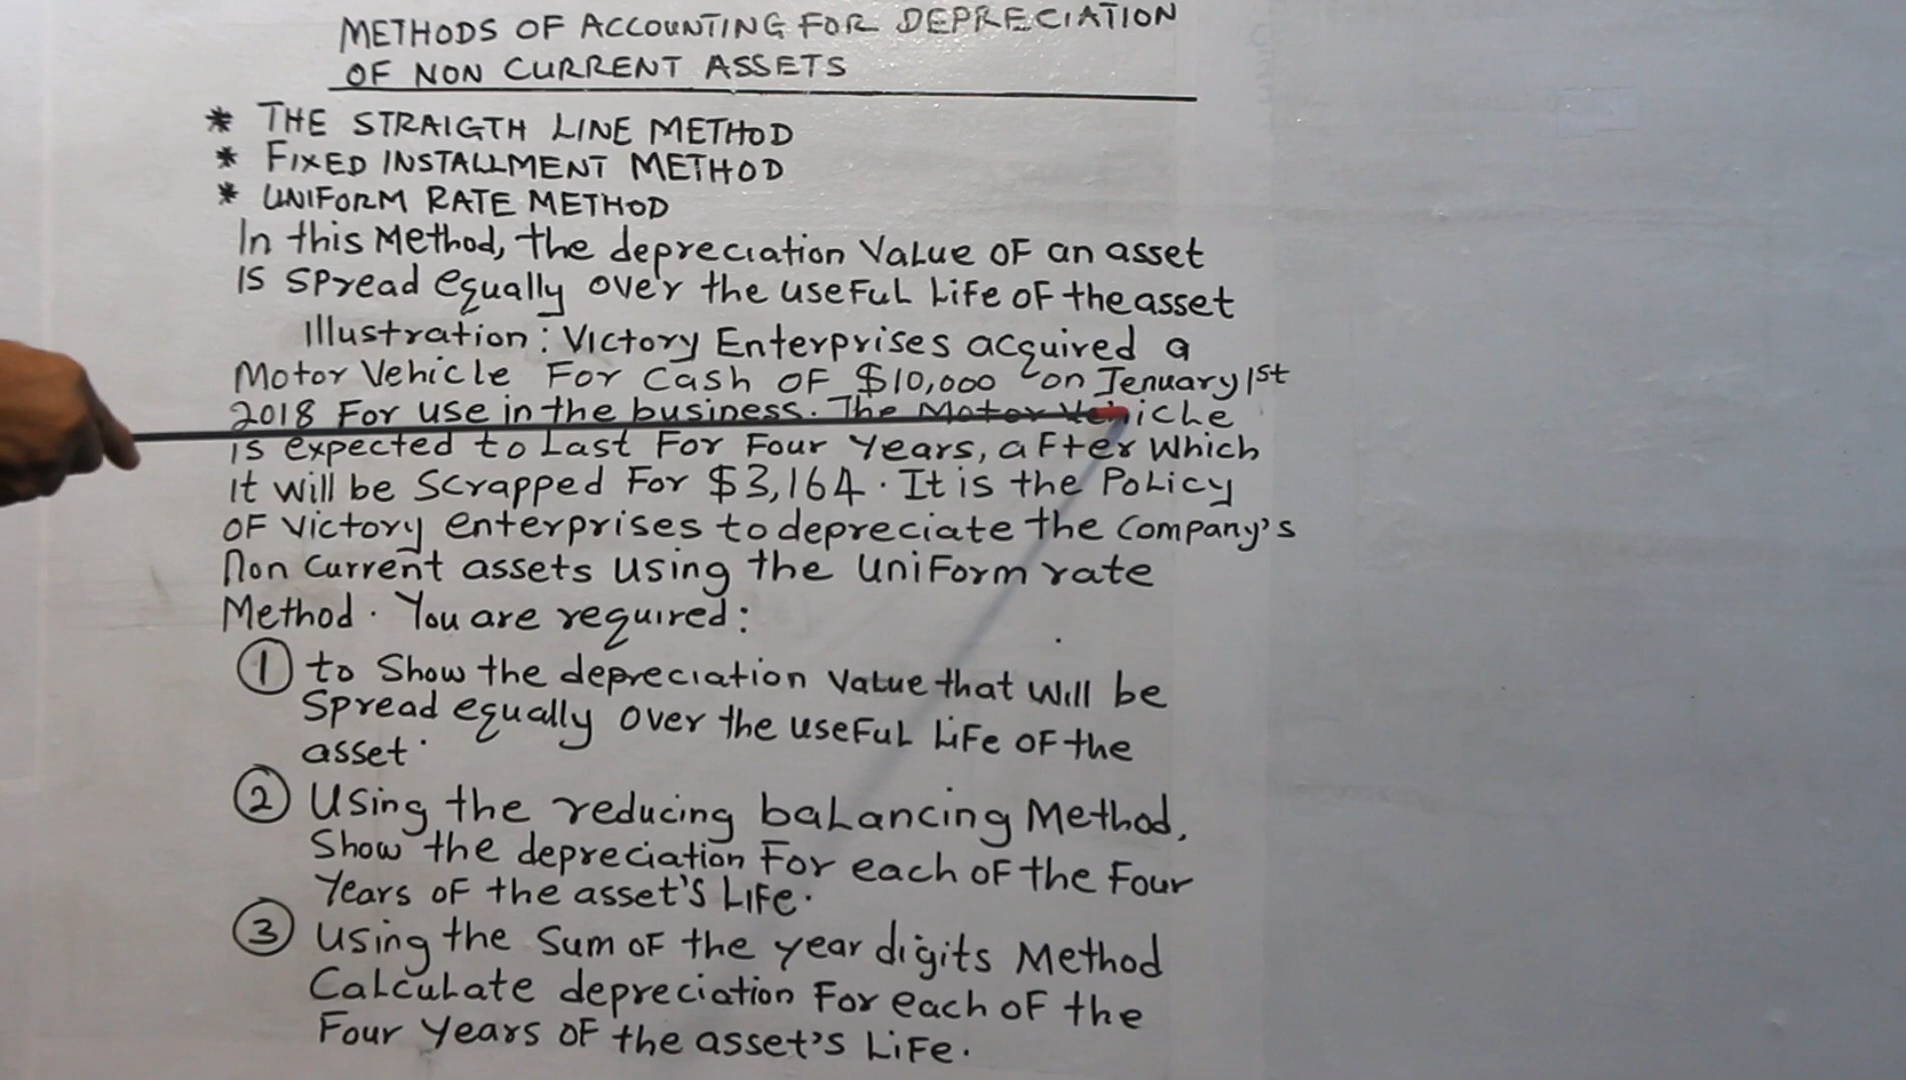 METHODS OF ACCOUNTING FOR DEPRECIATION
OF NON CURRENT ASSETS
* THE STRAIGTH LINE METHOD
* FIXED INSTALLMENT METHOD
* UNIFORM RATE METHOD
In this Method, the depreciation Value OF an asset
is spread equally over the useful Life OF the asset
Illustration: Victory Enterprises acquired a
Motor Vehicle For Cash OF $10,000 on Jenuary 1st
2018 For use in the business. The Motor Vehicle
is expected to Last For Four Years, aFter Which
it will be Scrapped For $3,164. It is the Policy
OF Victory enterprises to depreciate the Company's
Non Current assets using the uniForm rate
Method. You are required:
① to Show the depreciation Value that Will be
Spread equally over the useFuL LiFe OF the
asset.
② Using the reducing baLancing Method,
Show the depreciation For each oF the Four
Years OF the asset's LiFe.
③ using the Sum OF the year digits Method
CaLcuLate depreciation For each oF the
Four Years OF the asset's LiFe.